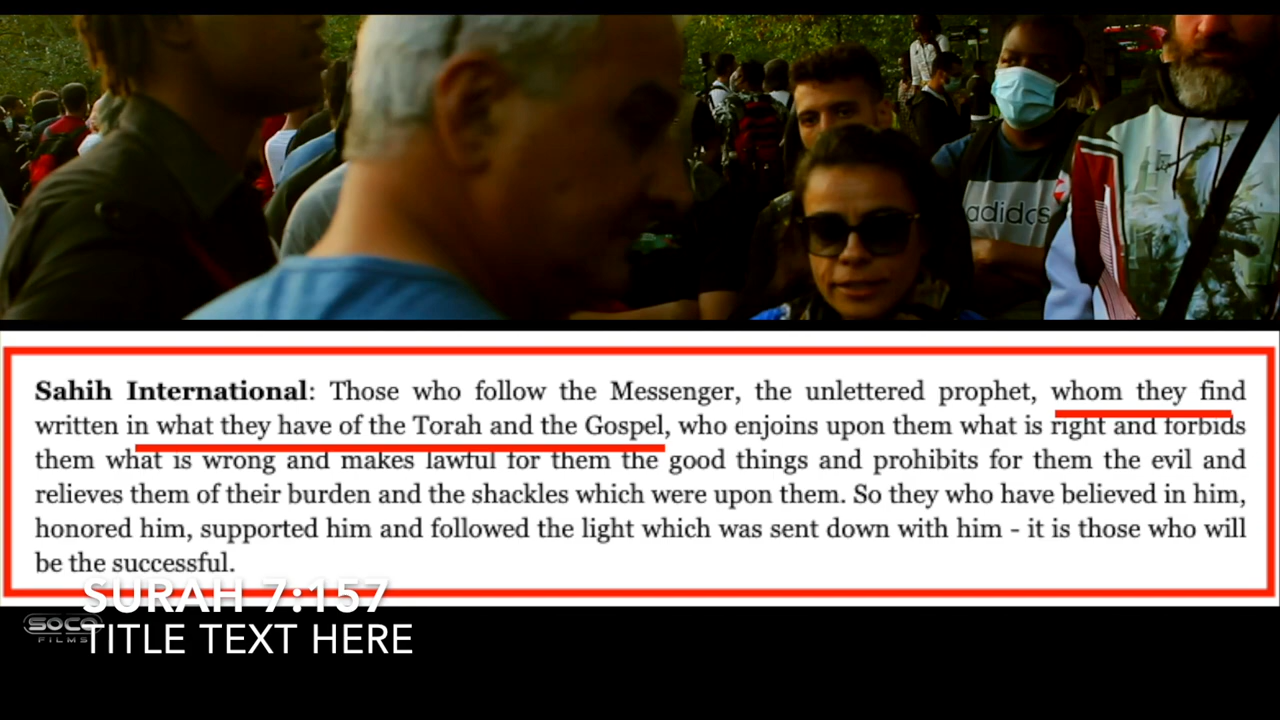 adidas
Sahih International: Those who follow the Messenger, the unlettered prophet, whom they find
written in what they have of the Torah and the Gospel, who enjoins upon them what is right and forbids
them what is wrong and makes lawful for them the good things and prohibits for them the evil and
relieves them of their burden and the shackles which were upon them. So they who have believed in him,
honored him, supported him and followed the light which was sent down with him - it is those who will
be the successful.
SURAH 7:157
SOCO
FILMS
TITLE TEXT HERE